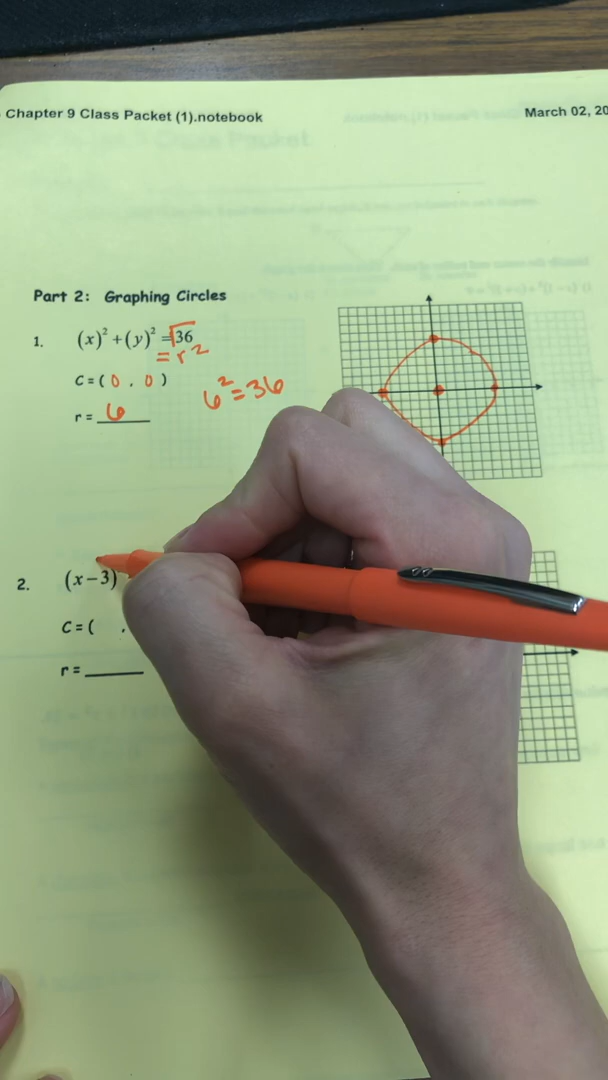 Chapter 9 Class Packet (1).notebook
March 02, 20
Part 2: Graphing Circles
1. (x)² + (y)² = √36
= r²
C = ( 0 , 0 )
6² = 36
r = 6
2. (x − 3)
C = ( ,
r =